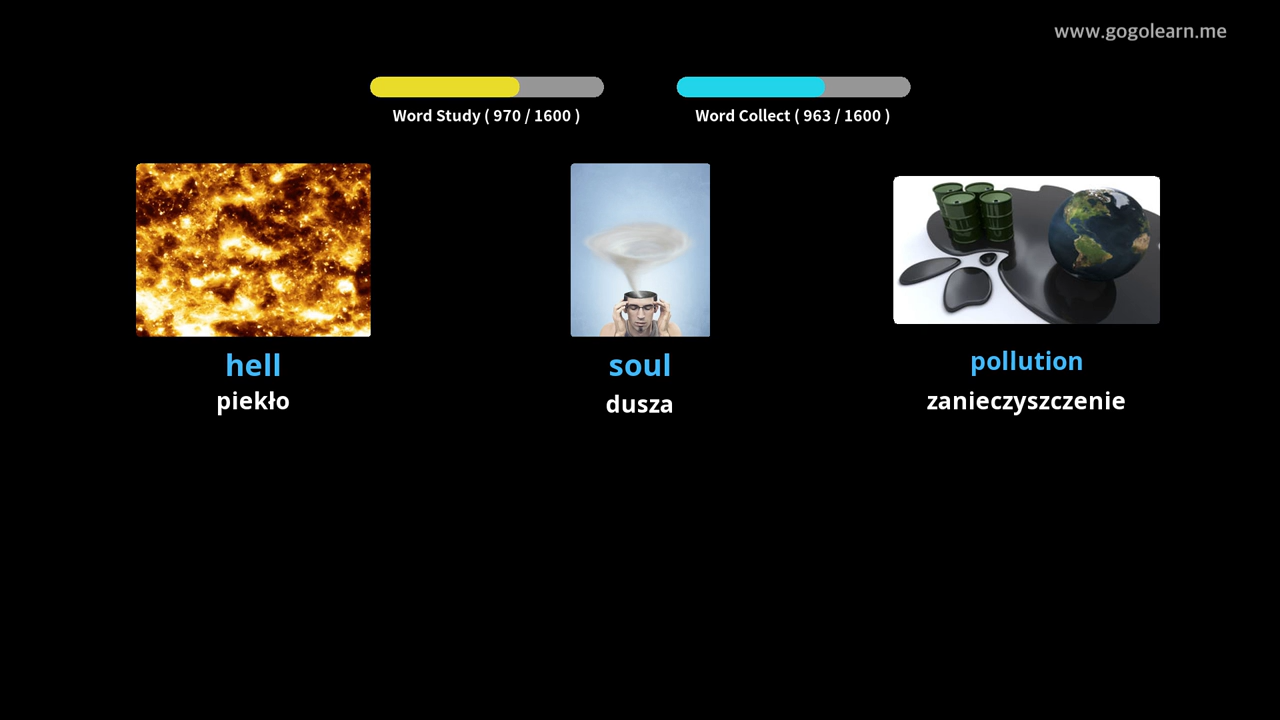 www.gogolearn.me
Word Study ( 970 / 1600 )
Word Collect ( 963 / 1600 )
hell
piekło
soul
dusza
pollution
zanieczyszczenie